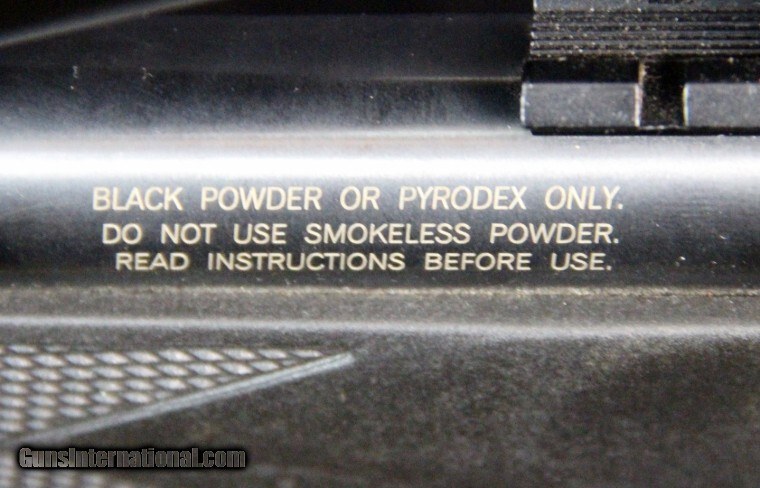 BLACK POWDER OR PYRODEX ONLY.
DO NOT USE SMOKELESS POWDER.
READ INSTRUCTIONS BEFORE USE.
GunsInternational.com